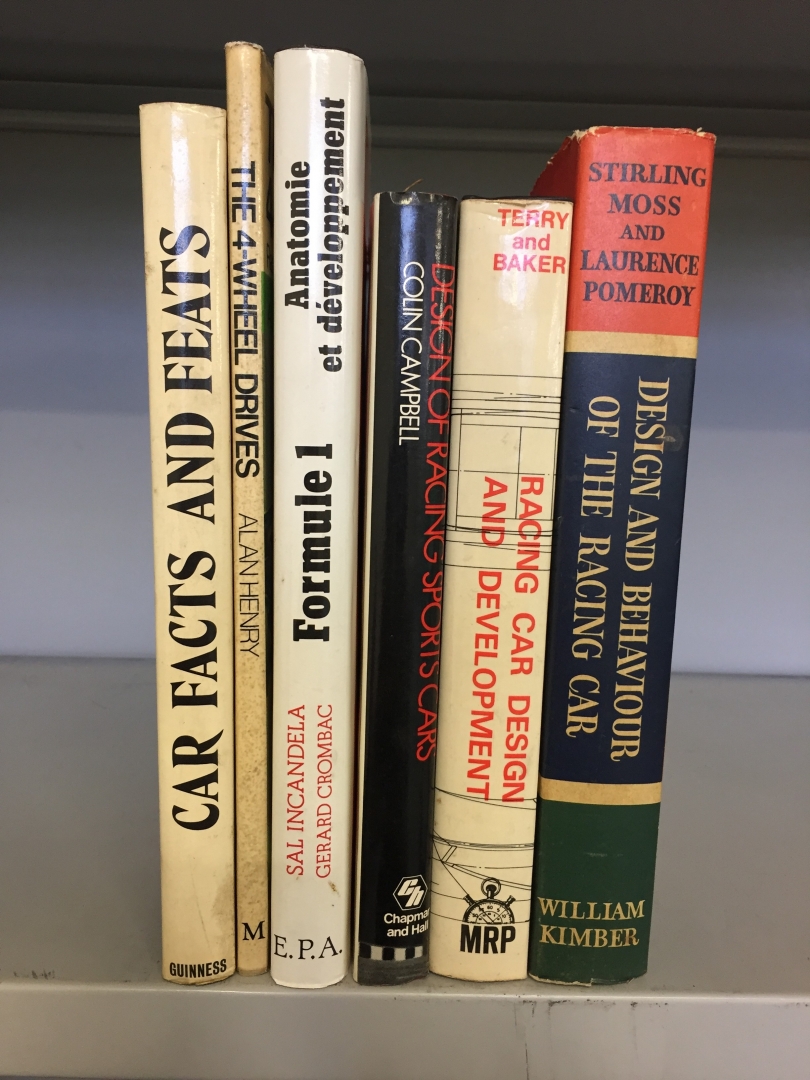 CAR FACTS AND FEATS
GUINNESS
THE 4-WHEEL DRIVES
ALAN HENRY
M
Anatomie
et développement
Formule 1
SAL INCANDELA
GERARD CROMBAC
E.P.A.
DESIGN OF RACING SPORTS CARS
COLIN CAMPBELL
CH
Chapman
and Hall
TERRY
and
BAKER
RACING CAR DESIGN
AND DEVELOPMENT
MRP
STIRLING
MOSS
AND
LAURENCE
POMEROY
DESIGN AND BEHAVIOUR
OF THE RACING CAR
WILLIAM
KIMBER